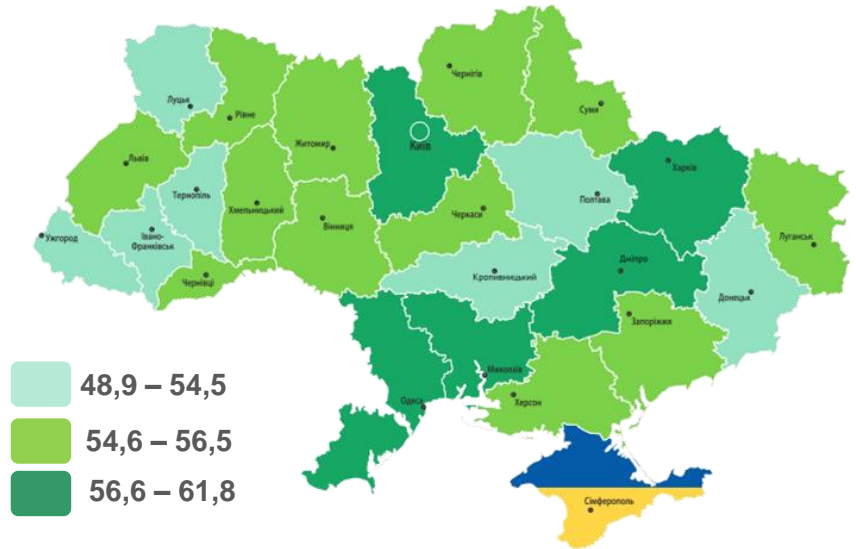 Чернігів
Луцьк
Суми
Рівне
Київ
Житомир
Львів
Харків
Тернопіль
Полтава
Хмельницький
Черкаси
Вінниця
Івано-
Франківськ
Ужгород
Луганськ
Дніпро
Кропивницький
Чернівці
Донецьк
Запоріжжя
Миколаїв
48,9 – 54,5
Одеса
Херсон
54,6 – 56,5
56,6 – 61,8
Сімферополь